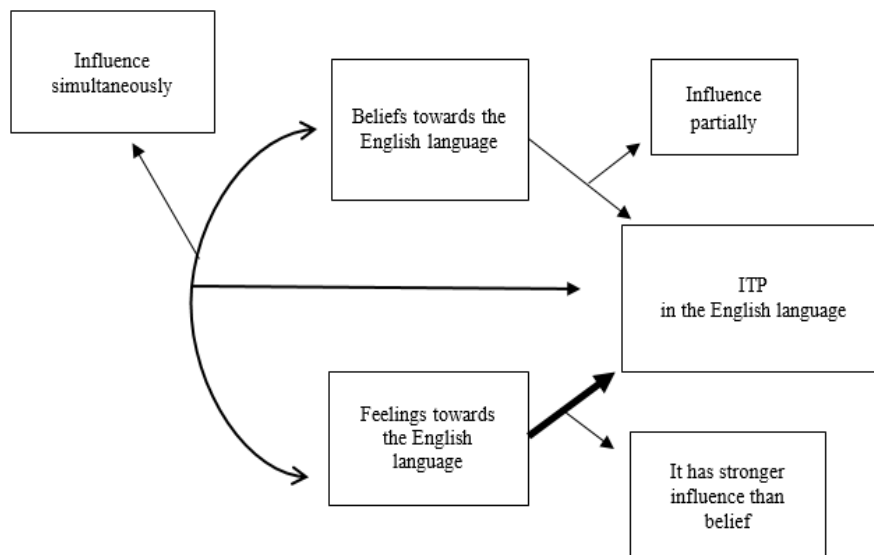 Influence
simultaneously
Beliefs towards the
English language
Influence
partially
ITP
in the English language
Feelings towards
the English
language
It has stronger
influence than
belief